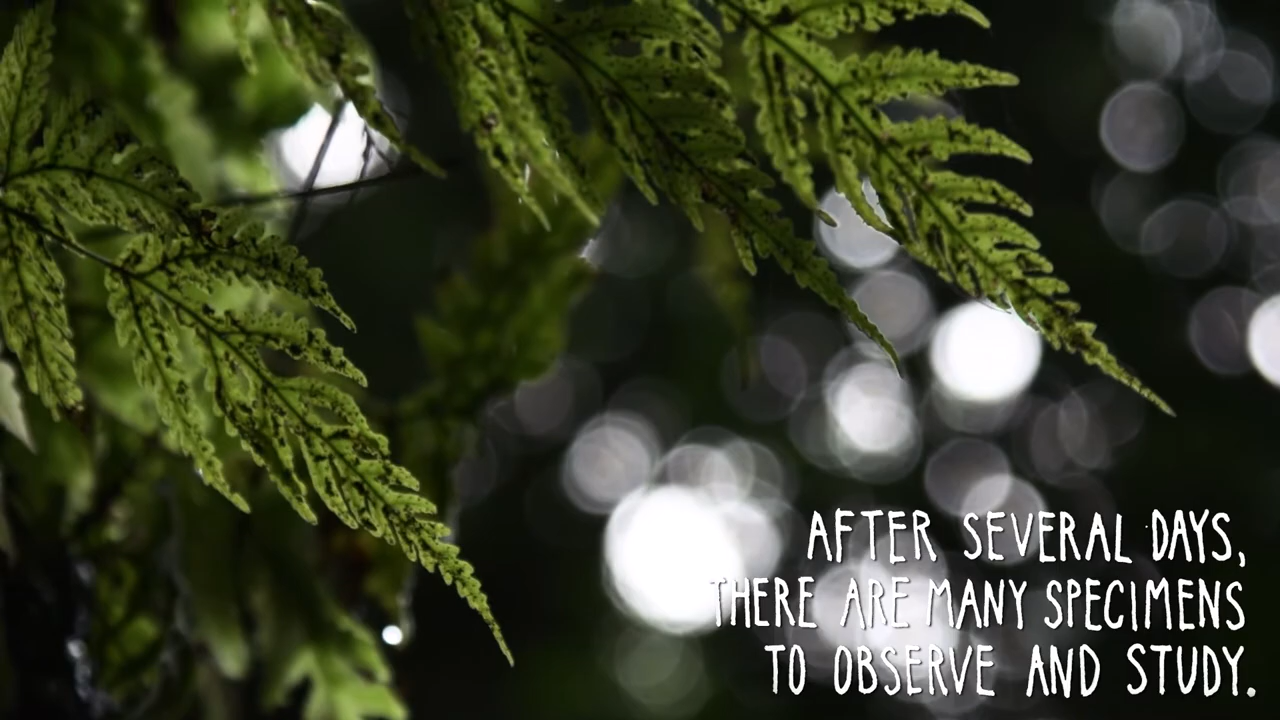 AFTER SEVERAL DAYS,
THERE ARE MANY SPECIMENS
TO OBSERVE AND STUDY.